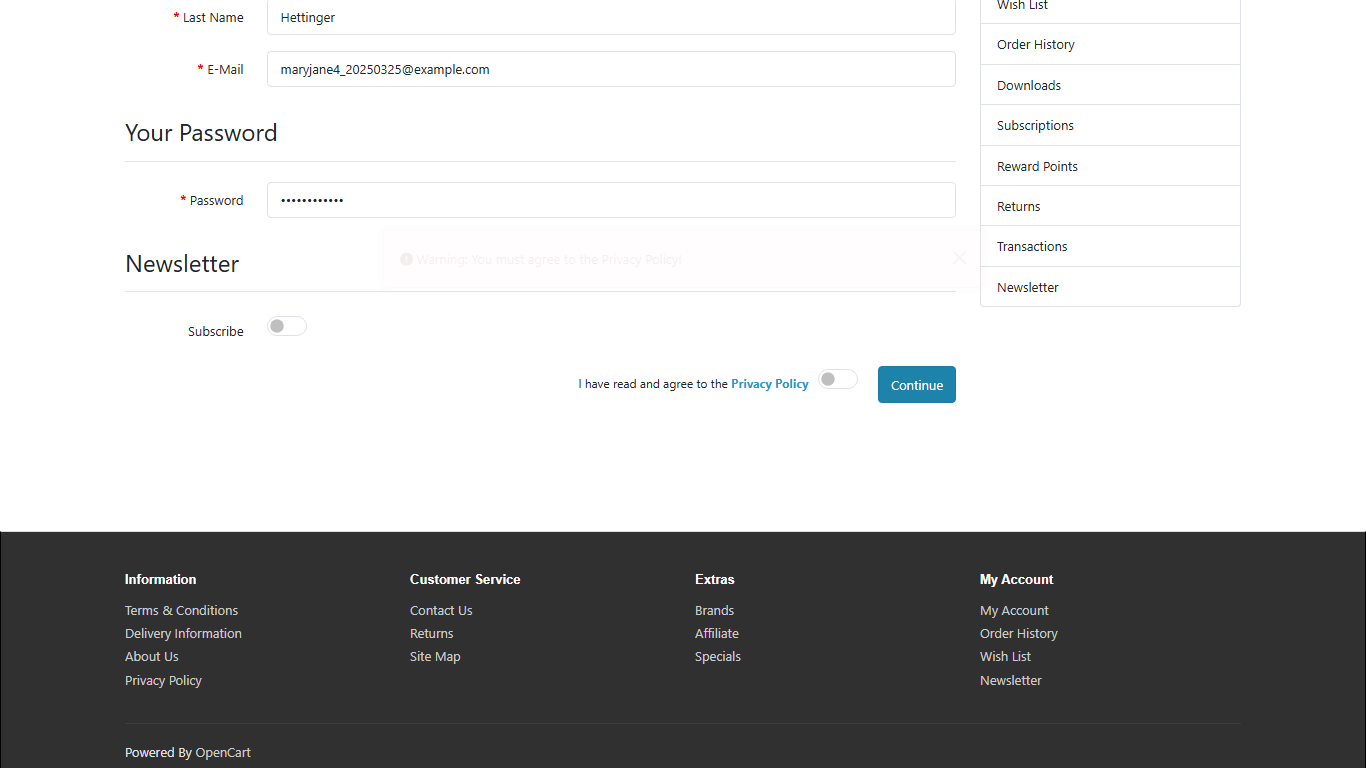 * Last Name Hettinger
* E-Mail maryjane4_20250325@example.com
Your Password
* Password ••••••••••••
Warning: You must agree to the Privacy Policy!
Newsletter
Subscribe
I have read and agree to the Privacy Policy
Continue
Wish List
Order History
Downloads
Subscriptions
Reward Points
Returns
Transactions
Newsletter
Information
Terms & Conditions
Delivery Information
About Us
Privacy Policy
Customer Service
Contact Us
Returns
Site Map
Extras
Brands
Affiliate
Specials
My Account
My Account
Order History
Wish List
Newsletter
Powered By OpenCart